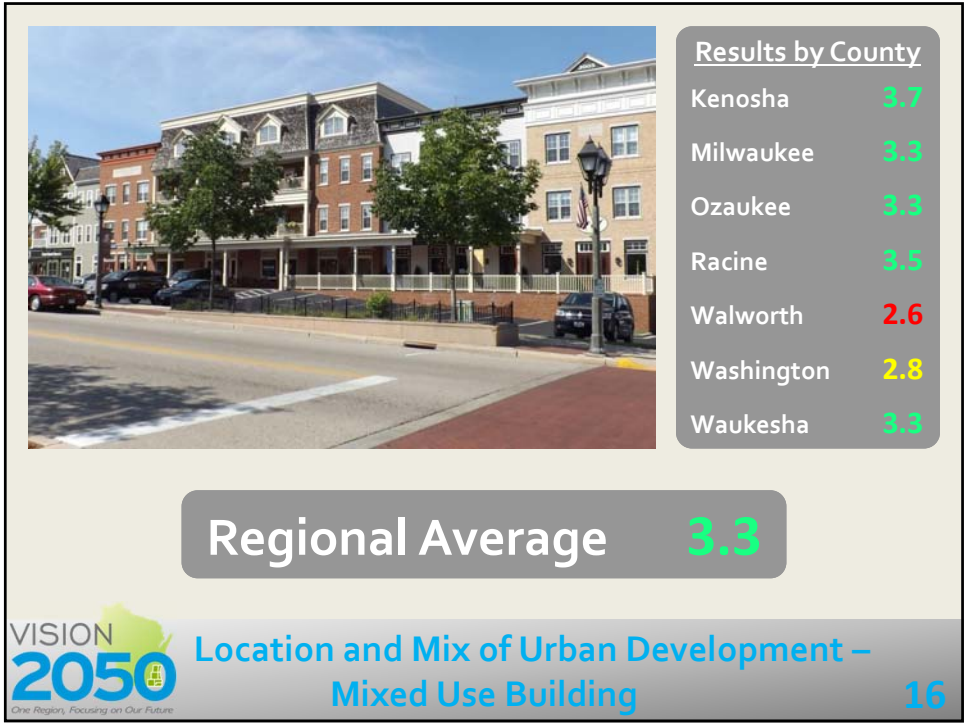 Results by County
Kenosha 3.7
Milwaukee 3.3
Ozaukee 3.3
Racine 3.5
Walworth 2.6
Washington 2.8
Waukesha 3.3
Regional Average 3.3
VISION
2050
One Region, Focusing on Our Future
Location and Mix of Urban Development –
Mixed Use Building
16